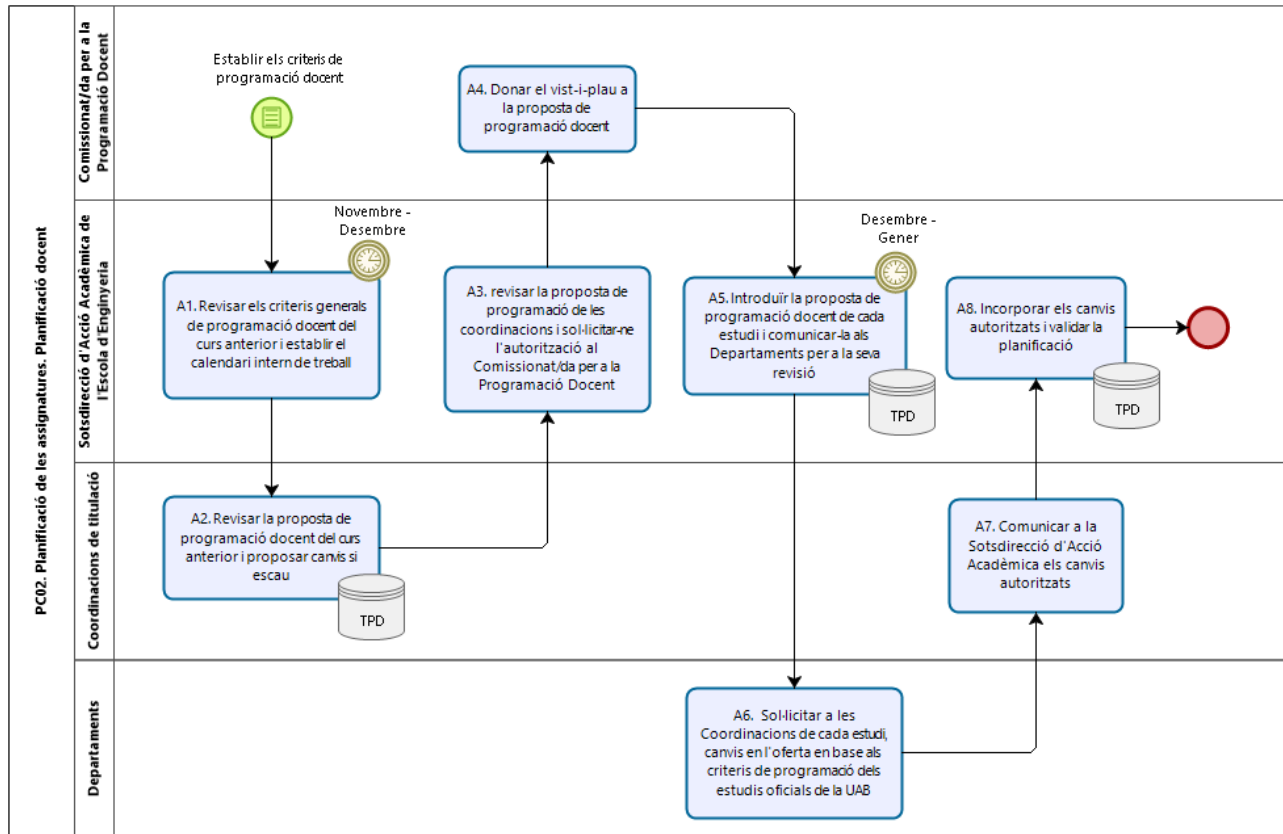 PC02. Planificació de les assignatures. Planificació docent
Comissionat/da per a la
Programació Docent
Establir els criteris de
programació docent
A4. Donar el vist-i-plau a
la proposta de
programació docent
Sotsdirecció d'Acció Acadèmica de
l'Escola d'Enginyeria
Novembre -
Desembre
A1. Revisar els criteris generals
de programació docent del
curs anterior i establir el
calendari intern de treball
A3. revisar la proposta de
programació de les
coordinacions i sol·licitar-ne
l'autorització al
Comissionat/da per a la
Programació Docent
Desembre -
Gener
A5. Introduïr la proposta de
programació docent de cada
estudi i comunicar-la als
Departaments per a la seva
revisió
TPD
A8. Incorporar els canvis
autoritzats i validar la
planificació
TPD
Coordinacions de titulació
A2. Revisar la proposta de
programació docent del curs
anterior i proposar canvis si
escau
TPD
A7. Comunicar a la
Sotsdirecció d'Acció
Acadèmica els canvis
autoritzats
Departaments
A6. Sol·licitar a les
Coordinacions de cada estudi,
canvis en l'oferta en base als
criteris de programació dels
estudis oficials de la UAB